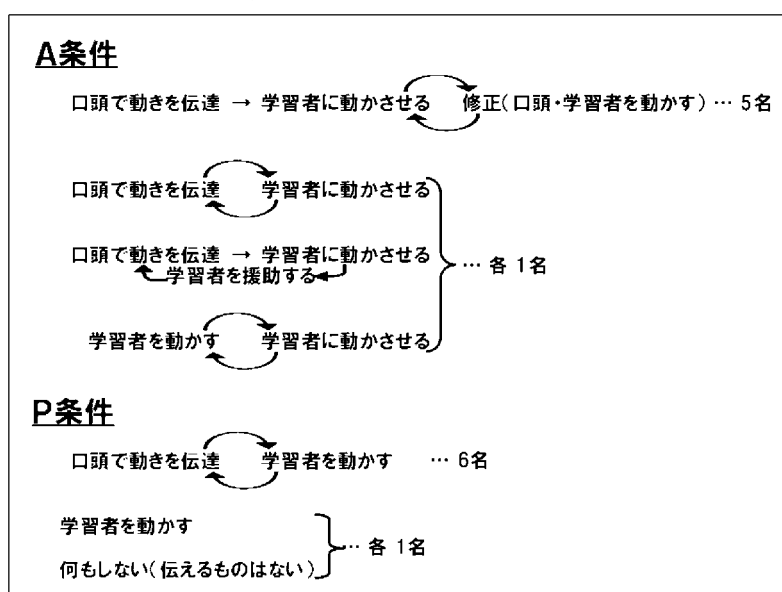 A条件
口頭で動きを伝達 → 学習者に動かさせる 修正(口頭・学習者を動かす) … 5名
口頭で動きを伝達 学習者に動かさせる
口頭で動きを伝達 → 学習者に動かさせる
学習者を援助する
… 各 1名
学習者を動かす 学習者に動かさせる
P条件
口頭で動きを伝達 学習者を動かす … 6名
学習者を動かす
… 各 1名
何もしない(伝えるものはない)